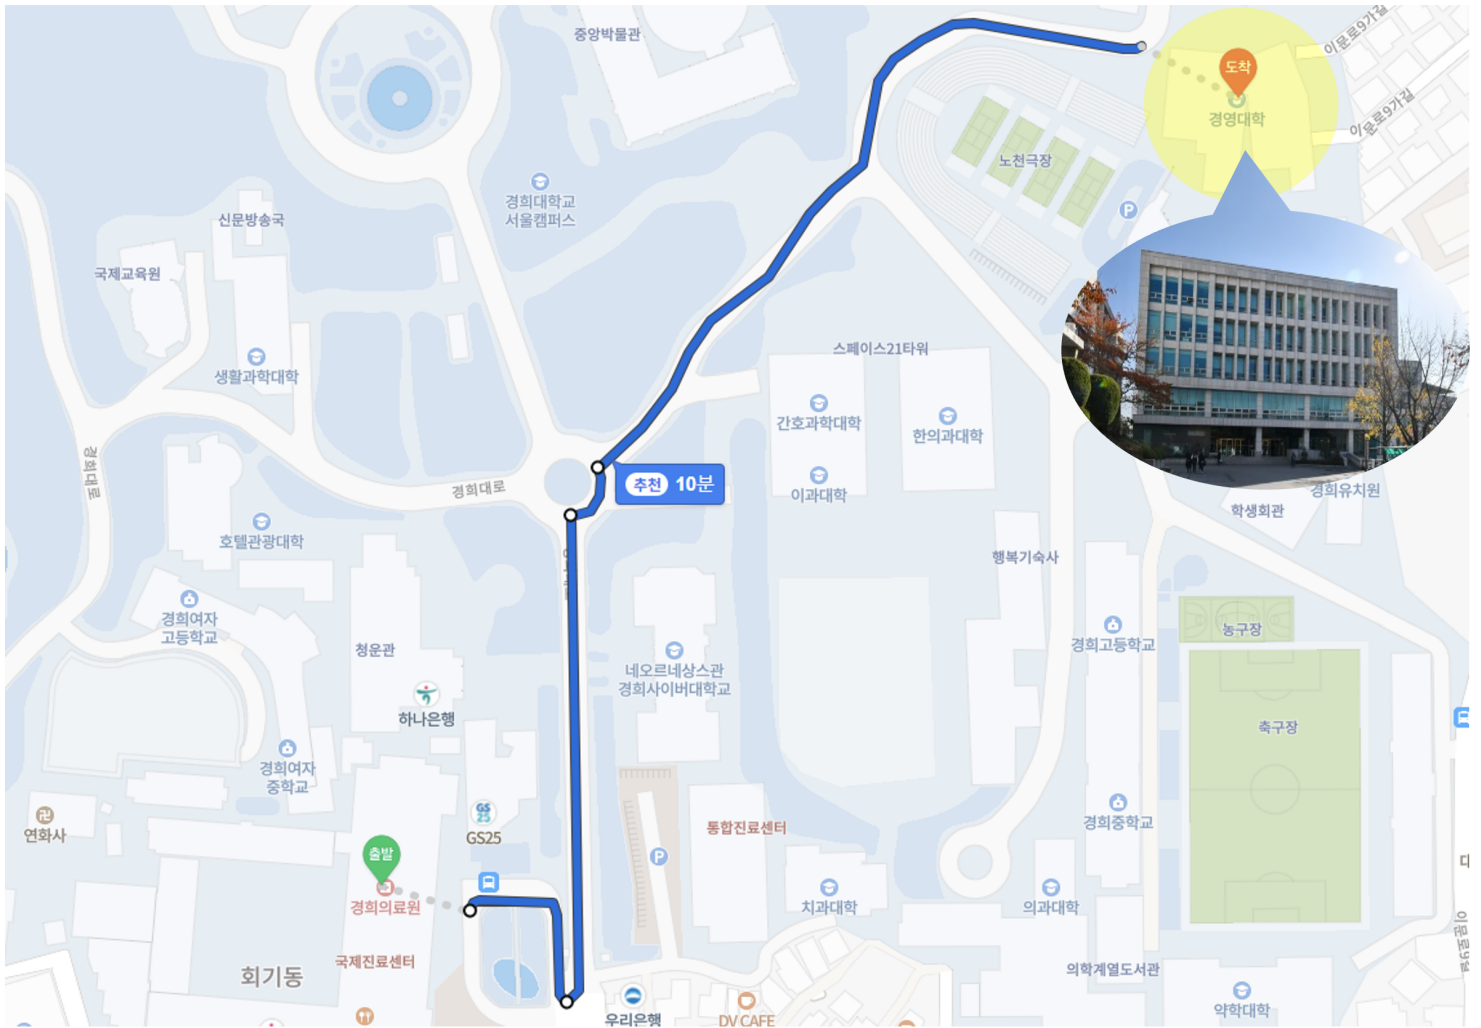 중앙박물관
이문로9가길
도착
경영대학
이문로9가길
노천극장
경희대학교
서울캠퍼스
신문방송국
국제교육원
P
스페이스21타워
생활과학대학
간호과학대학
한의과대학
경희대로
추천 10분
경희대로
이과대학
경희유치원
학생회관
호텔관광대학
행복기숙사
경희여자
고등학교
청운관
농구장
경희고등학교
네오르네상스관
경희사이버대학교
하나은행
축구장
경희여자
중학교
GS
25
GS25
연화사
경희중학교
통합진료센터
출발
P
경희의료원
치과대학
의과대학
국제진료센터
회기동
의학계열도서관
약학대학
우리은행
DV CAFE